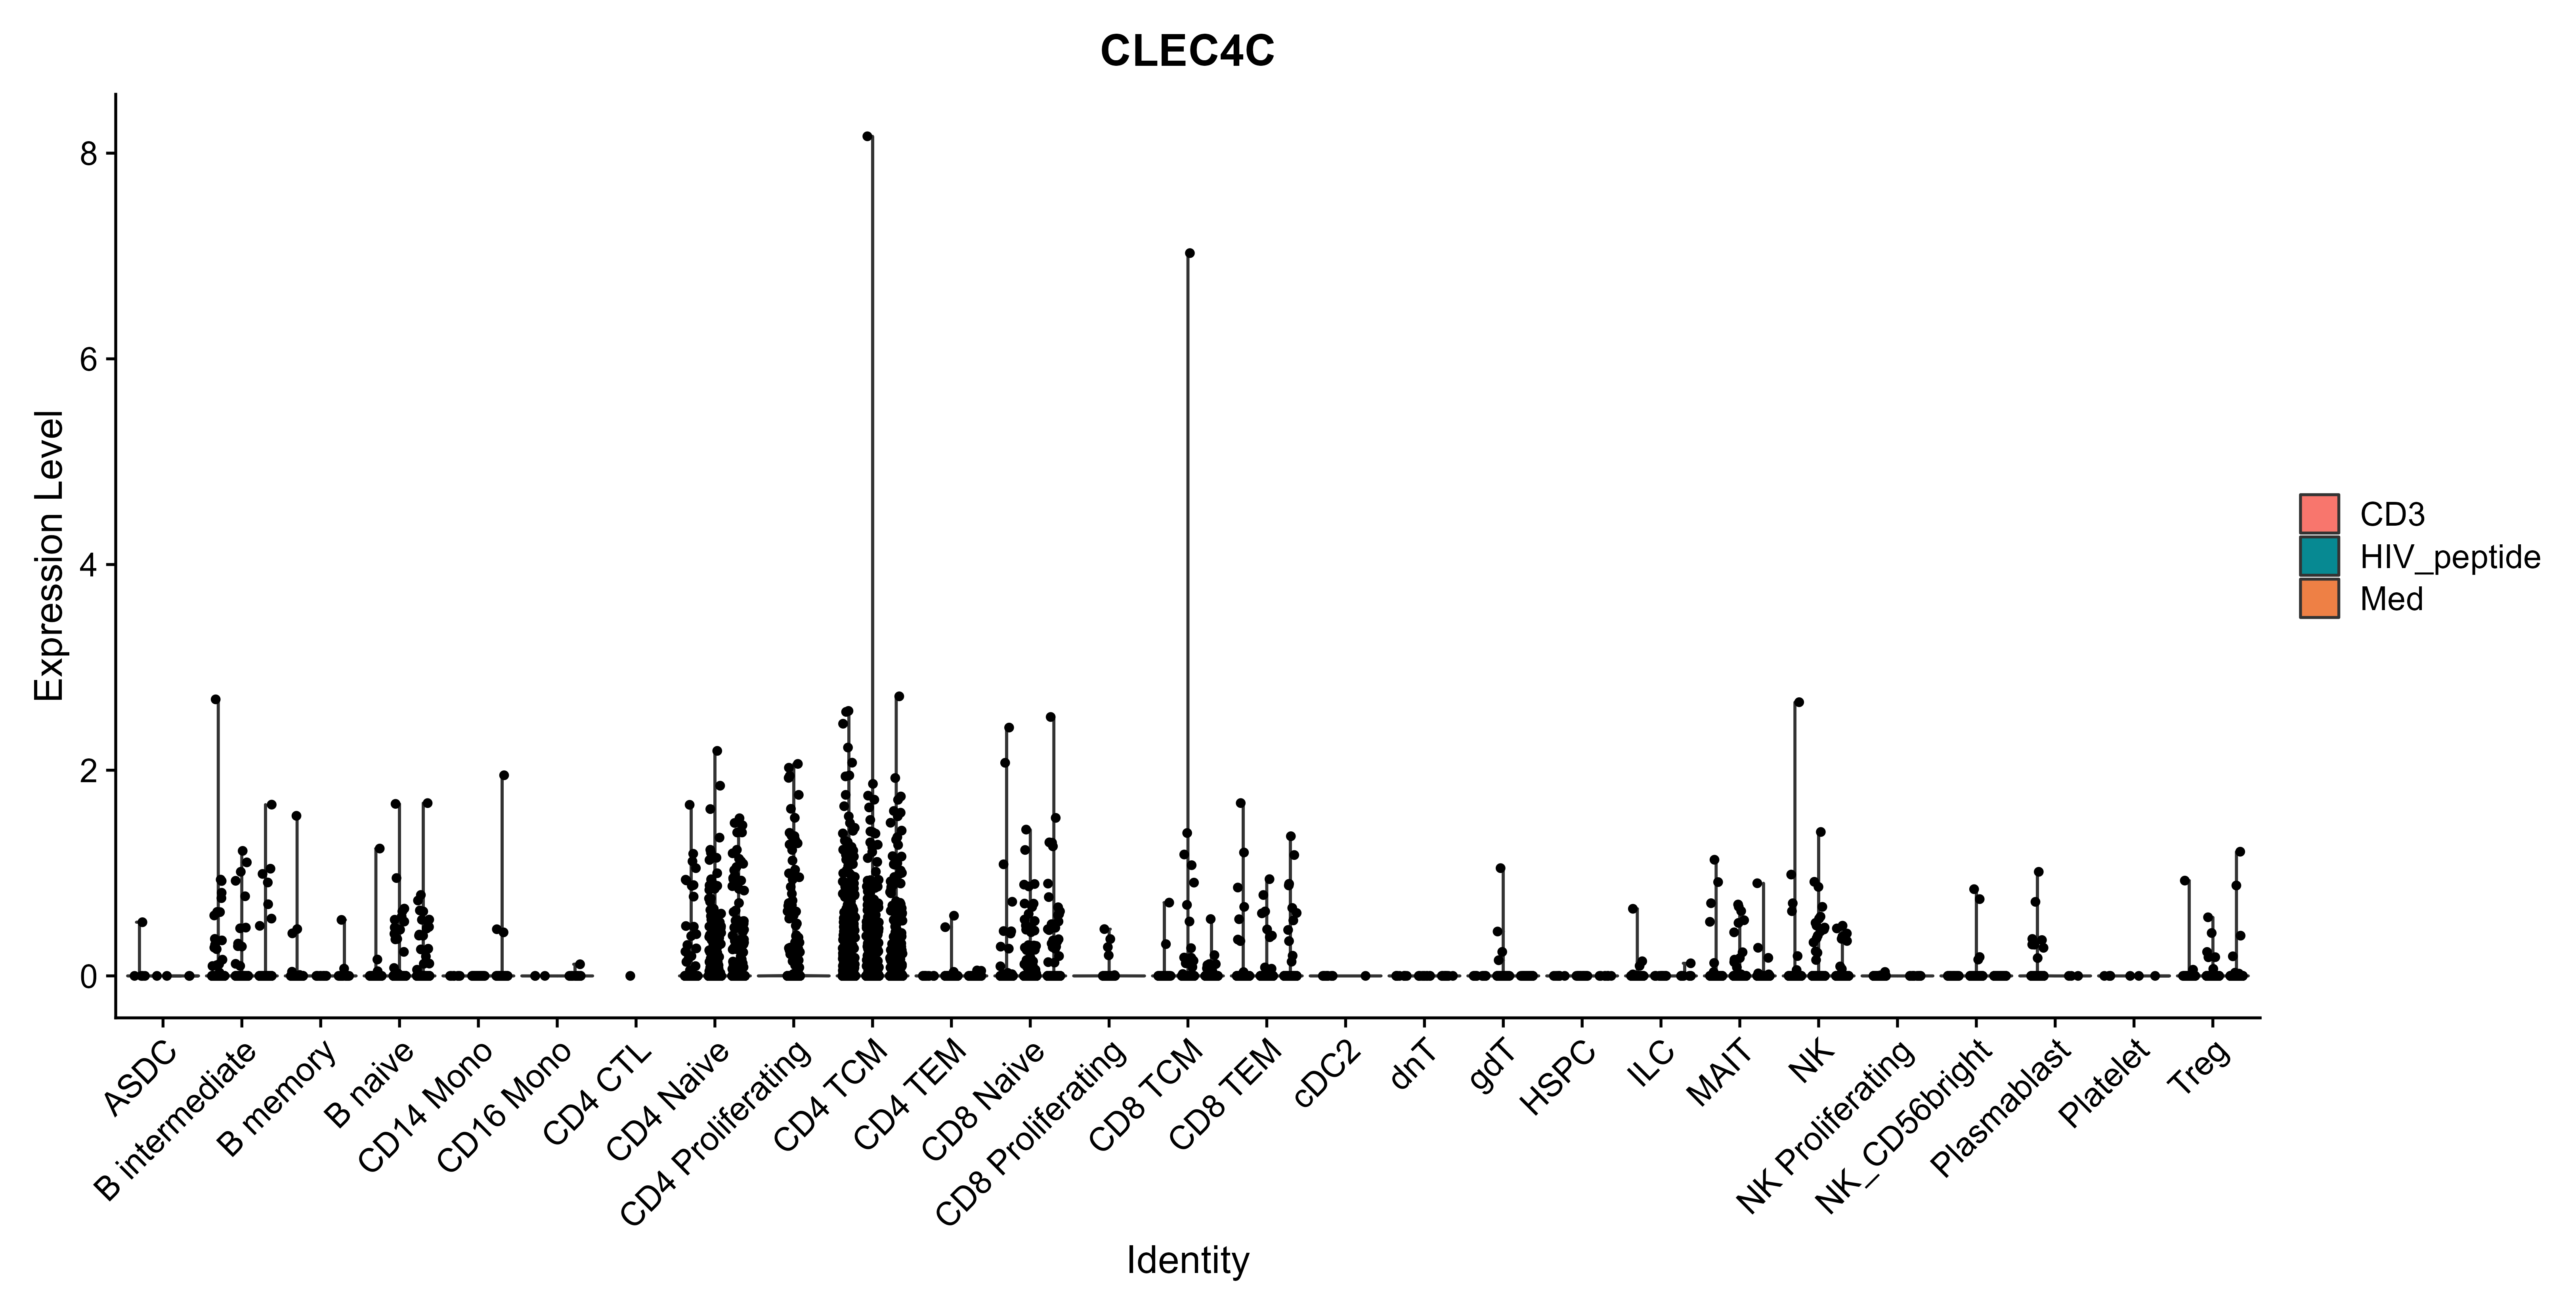 CLEC4C
Expression Level
8
6
4
2
0
ASDC
B intermediate
B memory
B naive
CD14 Mono
CD16 Mono
CD4 CTL
CD4 Naive
CD4 Proliferating
CD4 TCM
CD4 TEM
CD8 Naive
CD8 Proliferating
CD8 TCM
CD8 TEM
cDC2
dnT
gdT
HSPC
ILC
MAIT
NK
NK Proliferating
NK_CD56bright
Plasmablast
Platelet
Treg
Identity
CD3
HIV_peptide
Med